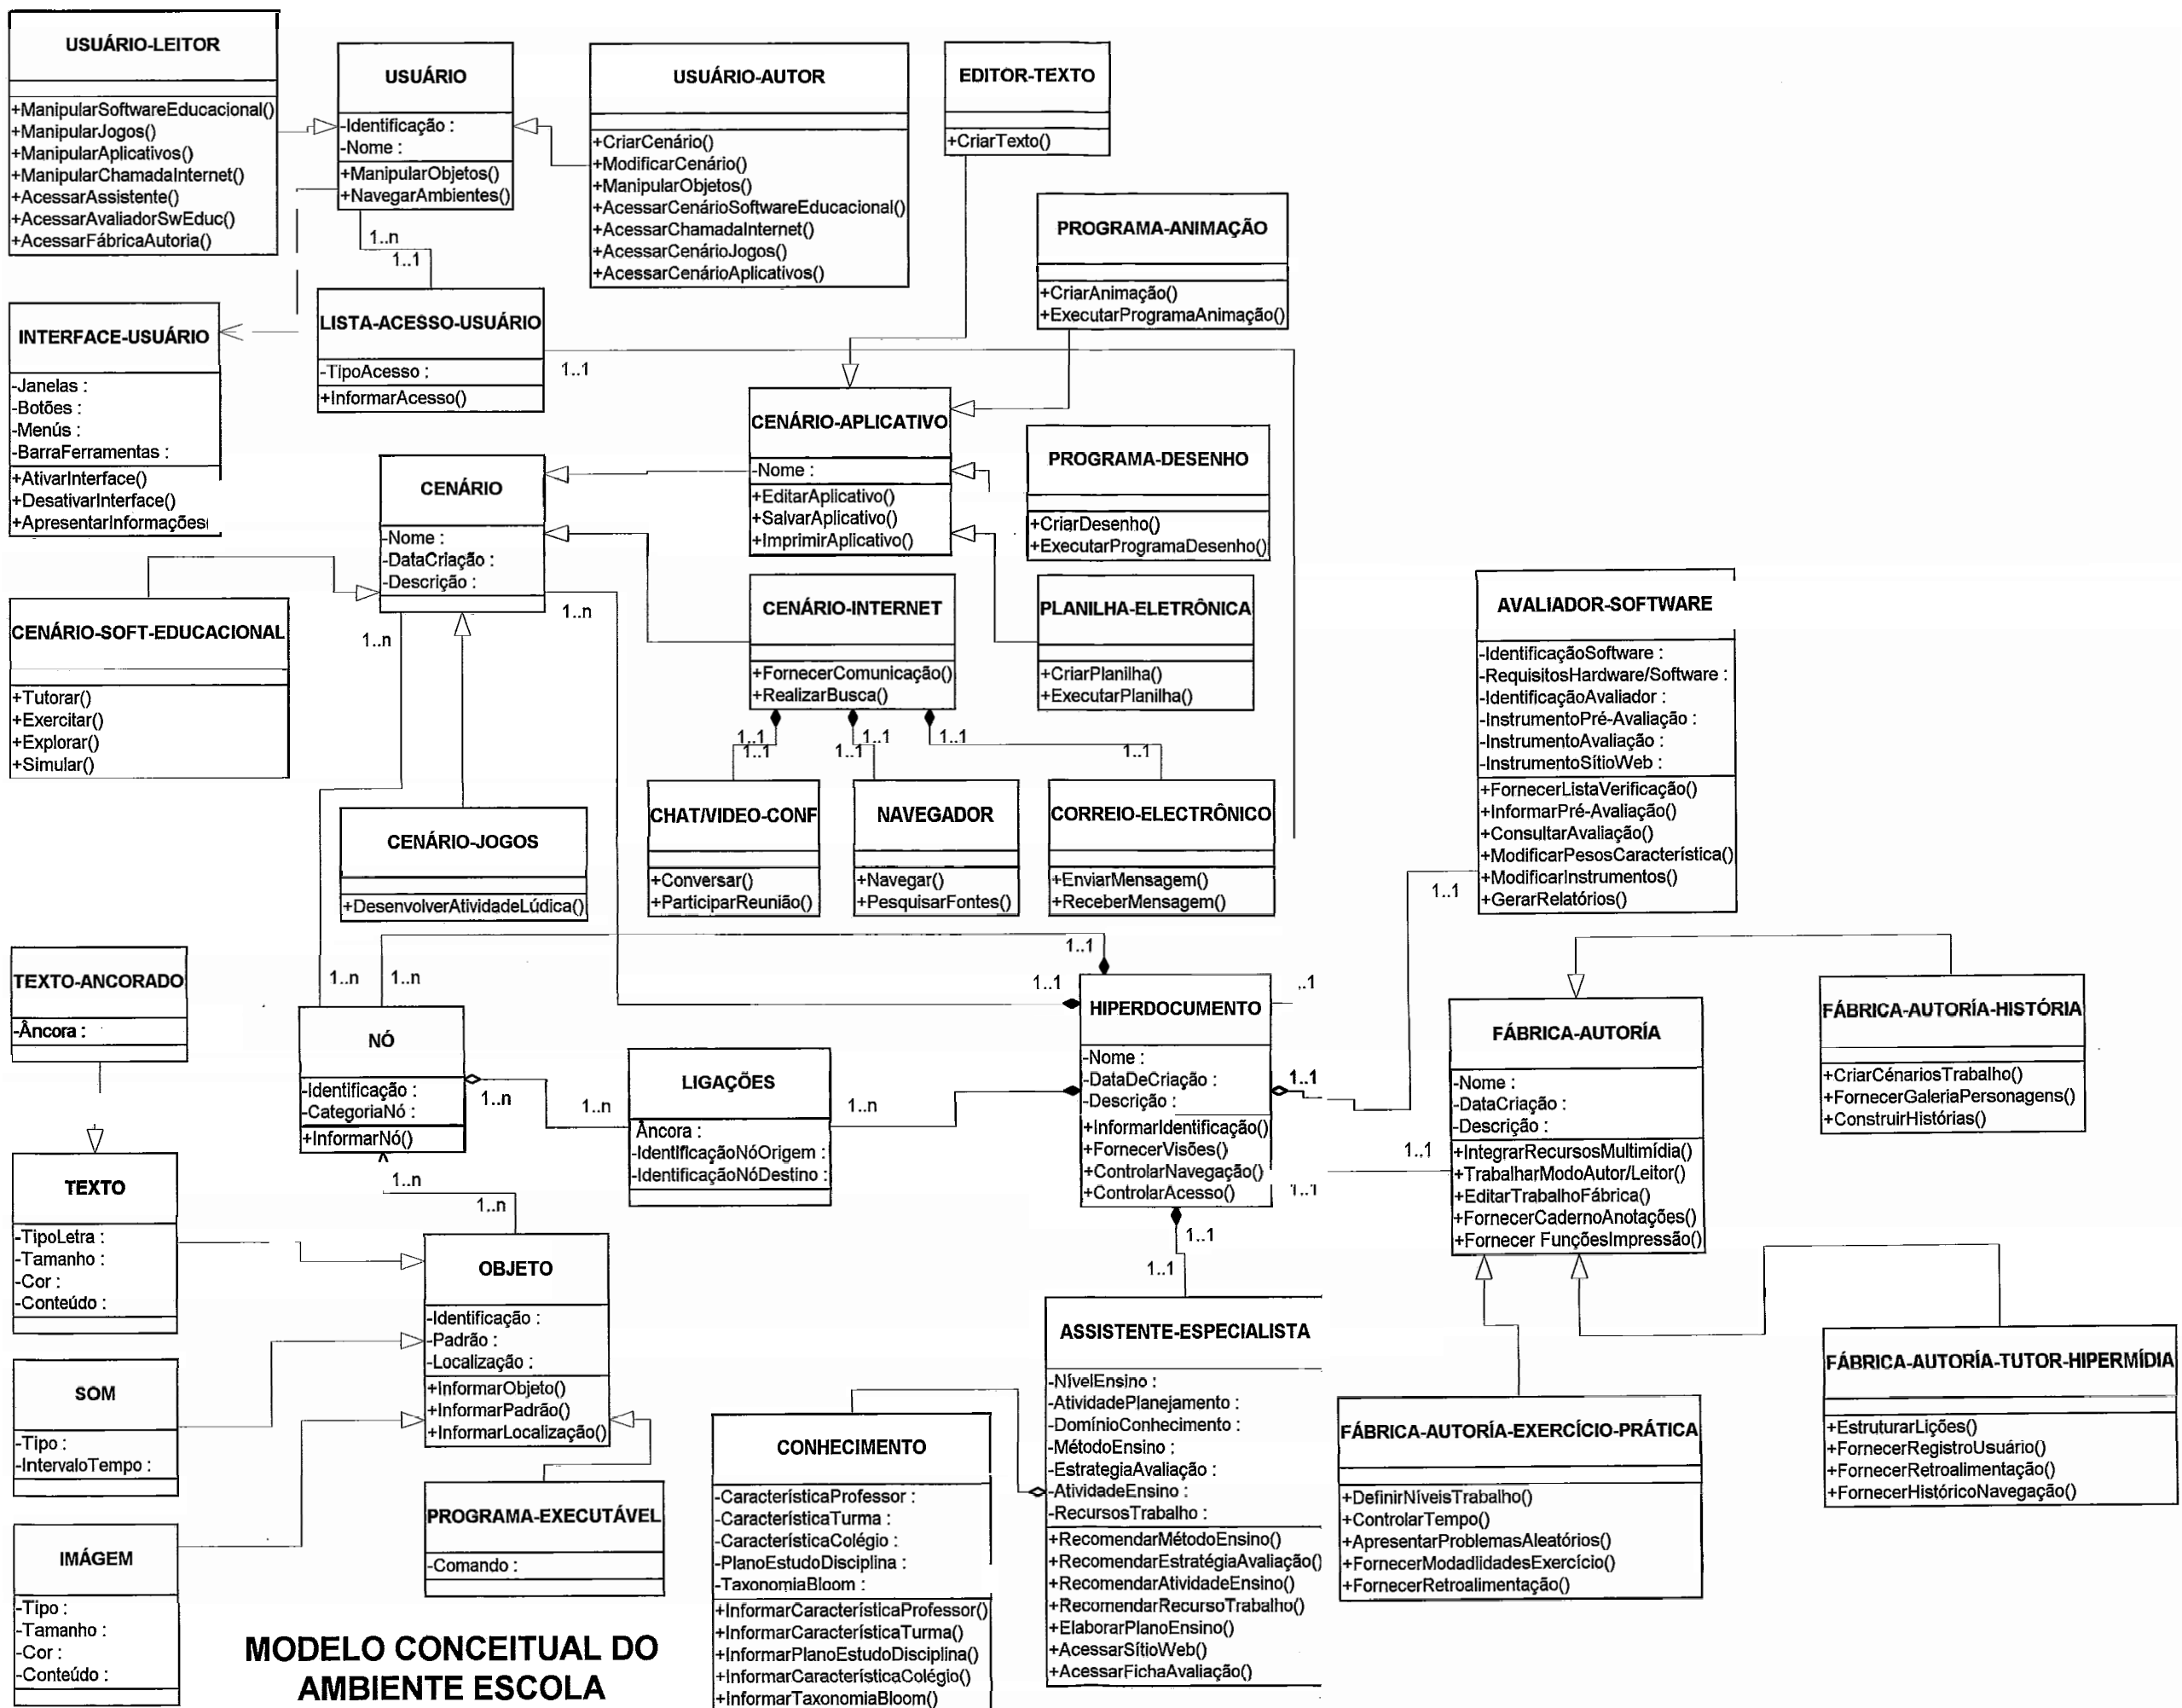 USUÁRIO-LEITOR
+ManipularSoftwareEducacional()
+ManipularJogos()
+ManipularAplicativos()
+ManipularChamadaInternet()
+AcessarAssistente()
+AcessarAvaliadorSwEduc()
+AcessarFábricaAutoria()
USUÁRIO
-Identificação :
-Nome :
+ManipularObjetos()
+NavegarAmbientes()
1..n
1..1
USUÁRIO-AUTOR
+CriarCenário()
+ModificarCenário()
+ManipularObjetos()
+AcessarCenárioSoftwareEducacional()
+AcessarChamadaInternet()
+AcessarCenárioJogos()
+AcessarCenárioAplicativos()
EDITOR-TEXTO
+CriarTexto()
PROGRAMA-ANIMAÇÃO
+CriarAnimação()
+ExecutarProgramaAnimação()
INTERFACE-USUÁRIO
-Janelas :
-Botões :
-Menús :
-BarraFerramentas :
+AtivarInterface()
+DesativarInterface()
+ApresentarInformações(
LISTA-ACESSO-USUÁRIO
-TipoAcesso :
+InformarAcesso()
1..1
CENÁRIO-APLICATIVO
-Nome :
+EditarAplicativo()
+SalvarAplicativo()
+ImprimirAplicativo()
PROGRAMA-DESENHO
+CriarDesenho()
+ExecutarProgramaDesenho()
CENÁRIO
-Nome :
-DataCriação :
-Descrição :
1..n
1..n
CENÁRIO-SOFT-EDUCACIONAL
+Tutorar()
+Exercitar()
+Explorar()
+Simular()
CENÁRIO-INTERNET
+FornecerComunicação()
+RealizarBusca()
1..1
1..1
1..1
1..1
1..1
1..1
PLANILHA-ELETRÔNICA
+CriarPlanilha()
+ExecutarPlanilha()
AVALIADOR-SOFTWARE
-IdentificaçãoSoftware :
-RequisitosHardware/Software :
-IdentificaçãoAvaliador :
-InstrumentoPré-Avaliação :
-InstrumentoAvaliação :
-InstrumentoSítioWeb :
+FornecerListaVerificação()
+InformarPré-Avaliação()
+ConsultarAvaliação()
+ModificarPesosCaracterística()
+ModificarInstrumentos()
+GerarRelatórios()
1..1
CENÁRIO-JOGOS
+DesenvolverAtividadeLúdica()
CHAT/VIDEO-CONF
+Conversar()
+ParticiparReunião()
NAVEGADOR
+Navegar()
+PesquisarFontes()
CORREIO-ELECTRÔNICO
+EnviarMensagem()
+ReceberMensagem()
TEXTO-ANCORADO
-Âncora :
1..n
1..n
NÓ
-Identificação :
-CategoriaNó :
+InformarNó()
1..n
1..n
LIGAÇÕES
Âncora :
-IdentificaçãoNóOrigem :
-IdentificaçãoNóDestino :
1..n
1..1
1..1
HIPERDOCUMENTO
-Nome :
-DataDeCriação :
-Descrição :
+InformarIdentificação()
+FornecerVisões()
+ControlarNavegação()
+ControlarAcesso()
..1
1..1
1..1
1..1
1..1
1..1
FÁBRICA-AUTORÍA
-Nome :
-DataCriação :
-Descrição :
+IntegrarRecursosMultimídia()
+TrabalharModoAutor/Leitor()
+EditarTrabalhoFábrica()
+FornecerCadernoAnotações()
+Fornecer FunçõesImpressão()
FÁBRICA-AUTORÍA-HISTÓRIA
+CriarCénariosTrabalho()
+FornecerGaleriaPersonagens()
+ConstruirHistórias()
TEXTO
-TipoLetra :
-Tamanho :
-Cor :
-Conteúdo :
1..n
1..n
OBJETO
-Identificação :
-Padrão :
-Localização :
+InformarObjeto()
+InformarPadrão()
+InformarLocalização()
SOM
-Tipo :
-IntervaloTempo :
IMÁGEM
-Tipo :
-Tamanho :
-Cor :
-Conteúdo :
PROGRAMA-EXECUTÁVEL
-Comando :
CONHECIMENTO
-CaracterísticaProfessor :
-CaracterísticaTurma :
-CaracterísticaColégio :
-PlanoEstudoDisciplina :
-TaxonomiaBloom :
+InformarCaracterísticaProfessor()
+InformarCaracterísticaTurma()
+InformarPlanoEstudoDisciplina()
+InformarCaracterísticaColégio()
+InformarTaxonomiaBloom()
ASSISTENTE-ESPECIALISTA
-NívelEnsino :
-AtividadePlanejamento :
-DomínioConhecimento :
-MétodoEnsino :
-EstrategiaAvaliação :
-AtividadeEnsino :
-RecursosTrabalho :
+RecomendarMétodoEnsino()
+RecomendarEstratégiaAvaliação()
+RecomendarAtividadeEnsino()
+RecomendarRecursoTrabalho()
+ElaborarPlanoEnsino()
+AcessarSítioWeb()
+AcessarFichaAvaliação()
FÁBRICA-AUTORÍA-EXERCÍCIO-PRÁTICA
+DefinirNíveisTrabalho()
+ControlarTempo()
+ApresentarProblemasAleatórios()
+FornecerModadlidadesExercício()
+FornecerRetroalimentação()
FÁBRICA-AUTORÍA-TUTOR-HIPERMÍDIA
+EstruturarLições()
+FornecerRegistroUsuário()
+FornecerRetroalimentação()
+FornecerHistóricoNavegação()
MODELO CONCEITUAL DO
AMBIENTE ESCOLA